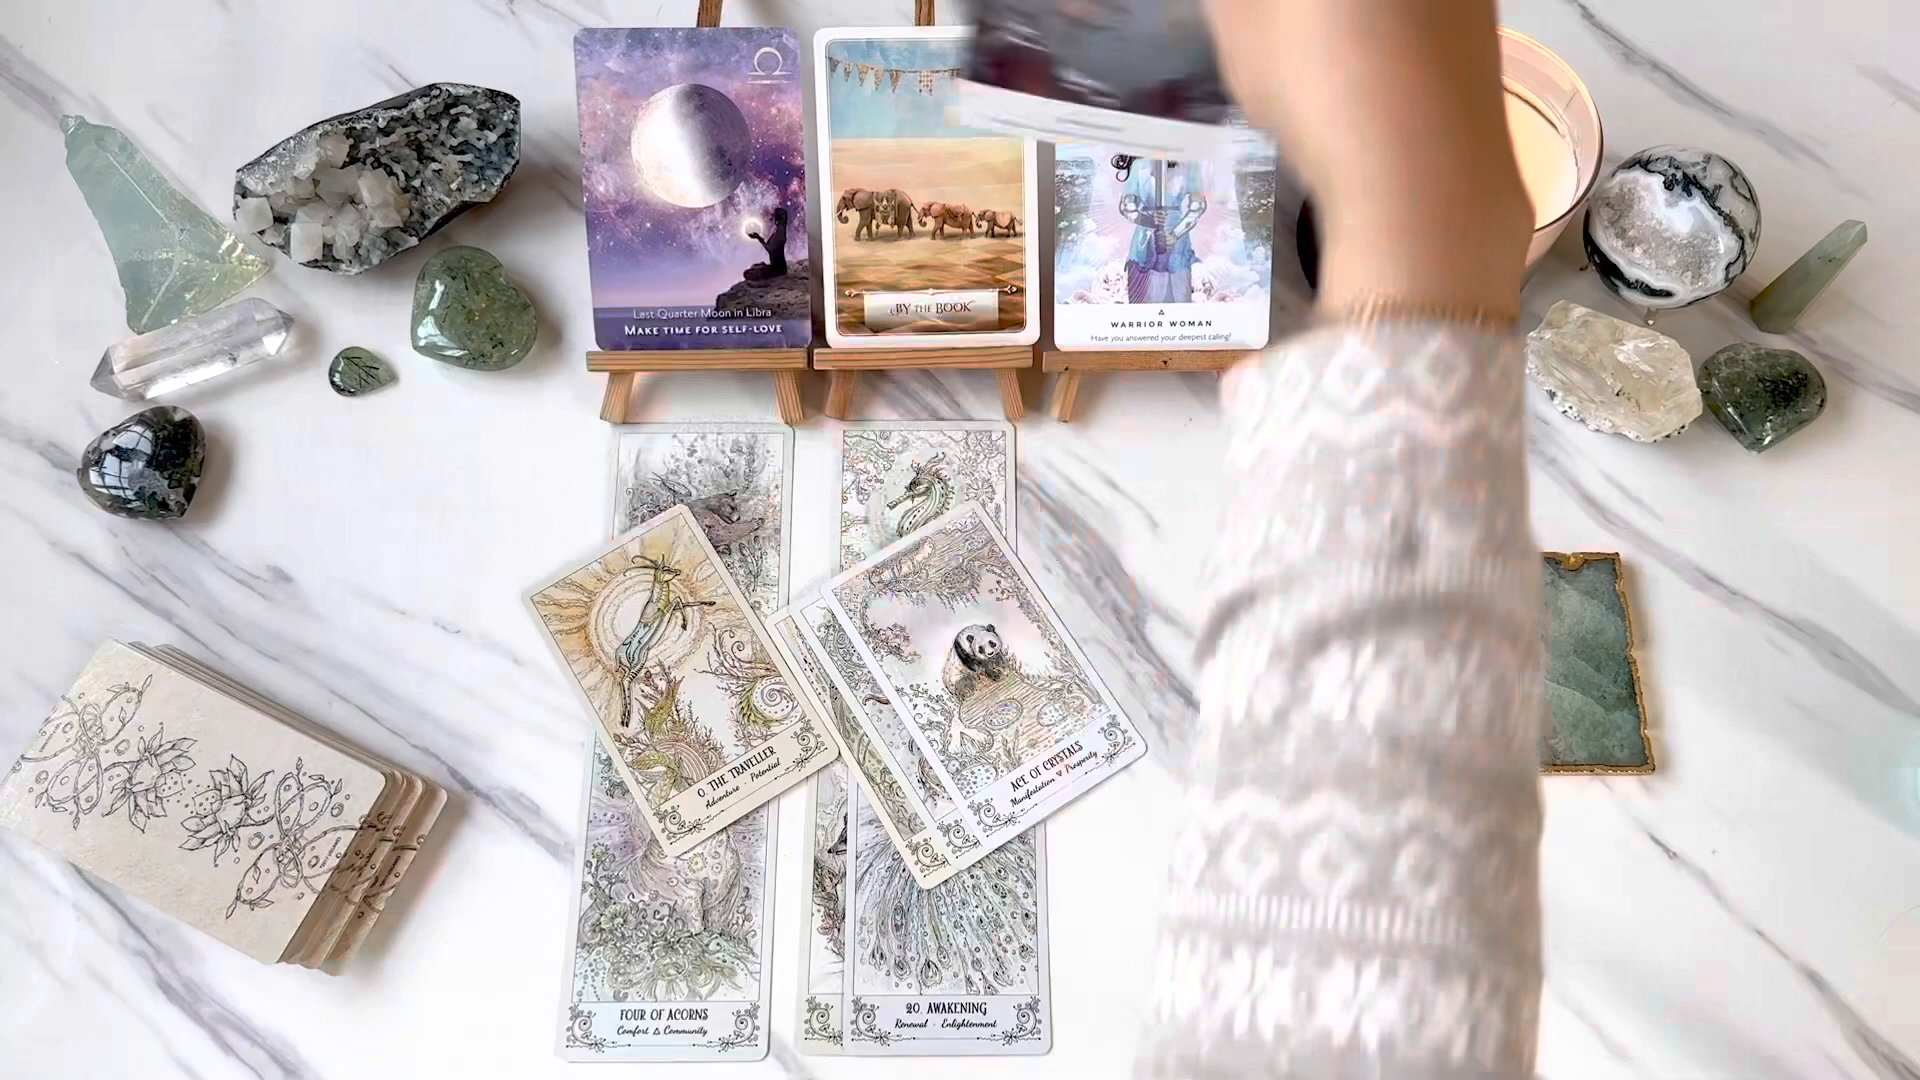 Last Quarter Moon in Libra
MAKE TIME FOR SELF-LOVE
BY THE BOOK
WARRIOR WOMAN
Have you answered your deepest calling?
0. THE TRAVELLER
Adventure · Potential
ACE OF CRYSTALS
Manifestation ▽ Prosperity
FOUR OF ACORNS
Comfort △ Community
20. AWAKENING
Renewal · Enlightenment